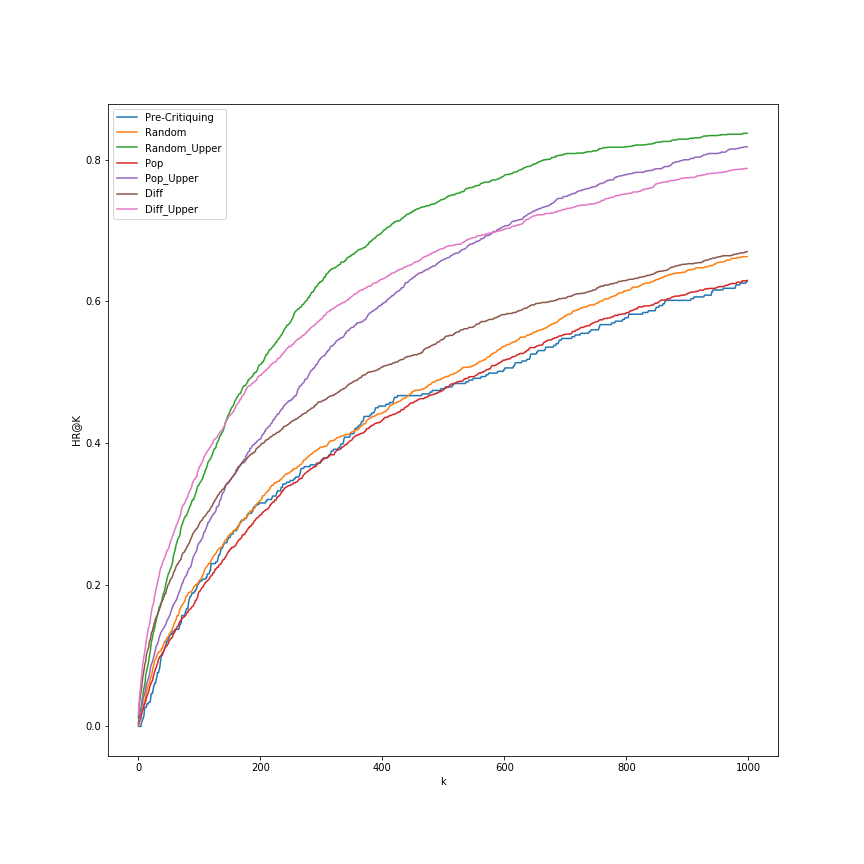 Pre-Critiquing
Random
Random_Upper
Pop
Pop_Upper
Diff
Diff_Upper
0.8
0.6
HR@K
0.4
0.2
0.0
0 200 400 600 800 1000
k